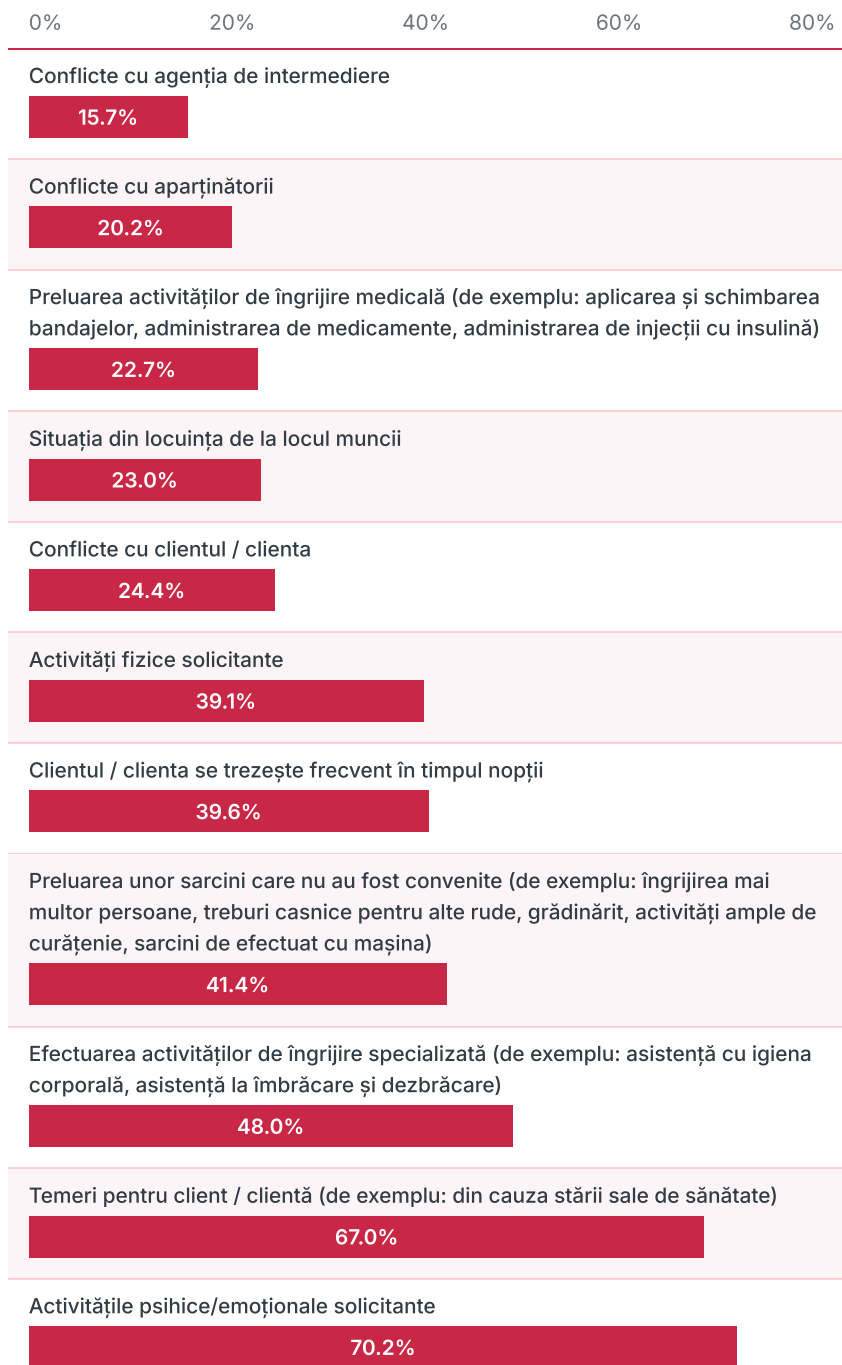 0% 20% 40% 60% 80%
Conflicte cu agenția de intermediere
15.7%
Conflicte cu aparținătorii
20.2%
Preluarea activităților de îngrijire medicală (de exemplu: aplicarea și schimbarea
bandajelor, administrarea de medicamente, administrarea de injecții cu insulină)
22.7%
Situația din locuința de la locul muncii
23.0%
Conflicte cu clientul / clienta
24.4%
Activități fizice solicitante
39.1%
Clientul / clienta se trezește frecvent în timpul nopții
39.6%
Preluarea unor sarcini care nu au fost convenite (de exemplu: îngrijirea mai
multor persoane, treburi casnice pentru alte rude, grădinărit, activități ample de
curățenie, sarcini de efectuat cu mașina)
41.4%
Efectuarea activităților de îngrijire specializată (de exemplu: asistență cu igiena
corporală, asistență la îmbrăcare și dezbrăcare)
48.0%
Temeri pentru client / clientă (de exemplu: din cauza stării sale de sănătate)
67.0%
Activitățile psihice/emoționale solicitante
70.2%